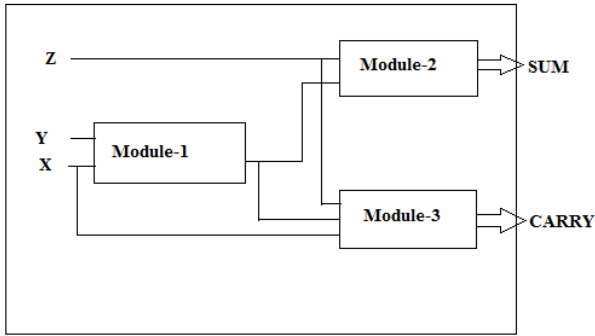 Z
Module-2
SUM
Y
Module-1
X
Module-3
CARRY